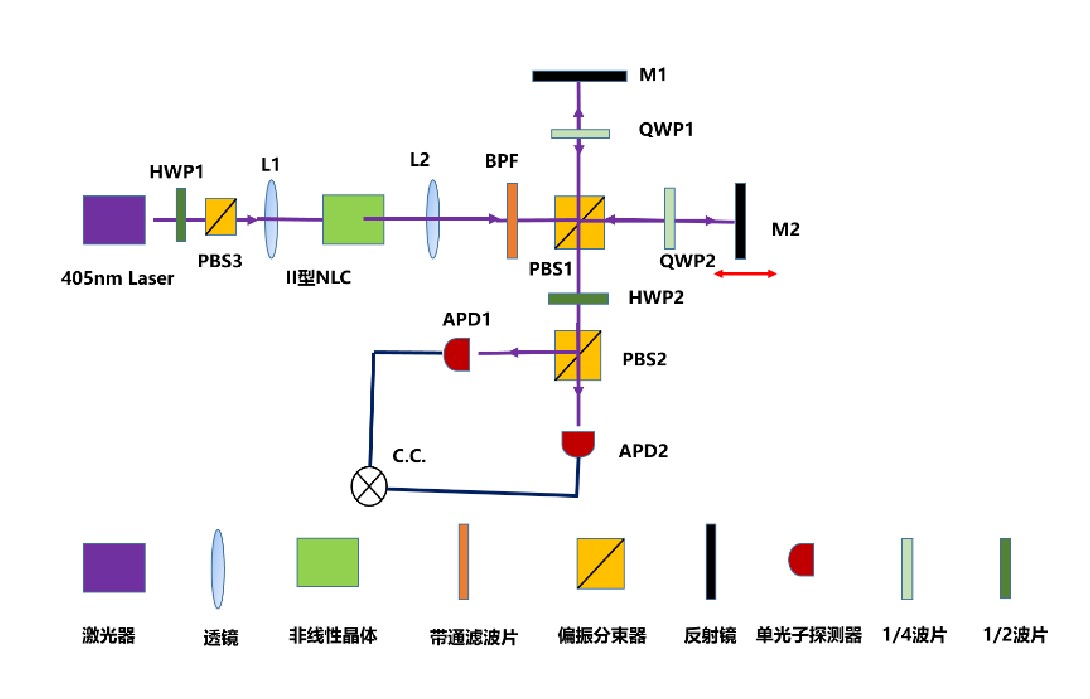 M1
QWP1
HWP1
L1
L2
BPF
PBS3
405nm Laser
II型NLC
PBS1
QWP2
M2
HWP2
APD1
PBS2
APD2
C.C.
激光器
透镜
非线性晶体
带通滤波片
偏振分束器
反射镜
单光子探测器
1/4波片
1/2波片